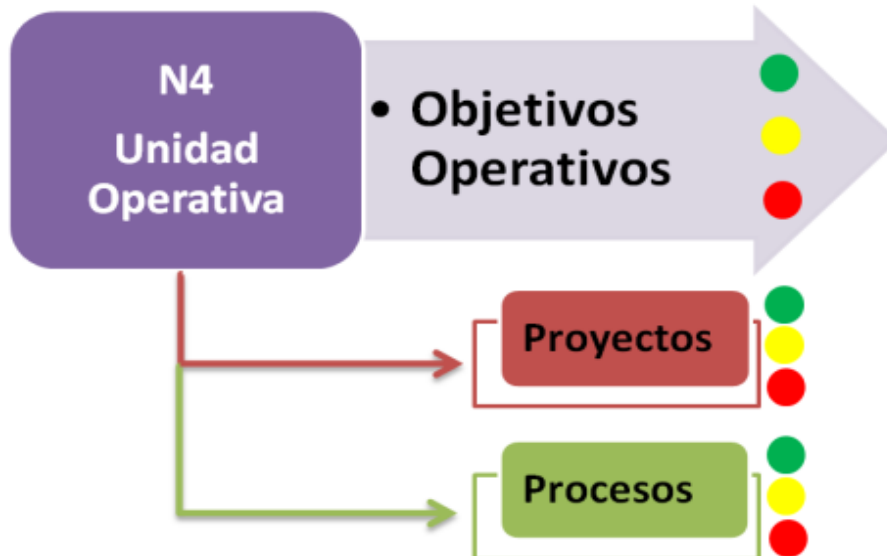 N4
Unidad
Operativa
• Objetivos
Operativos
Proyectos
Procesos